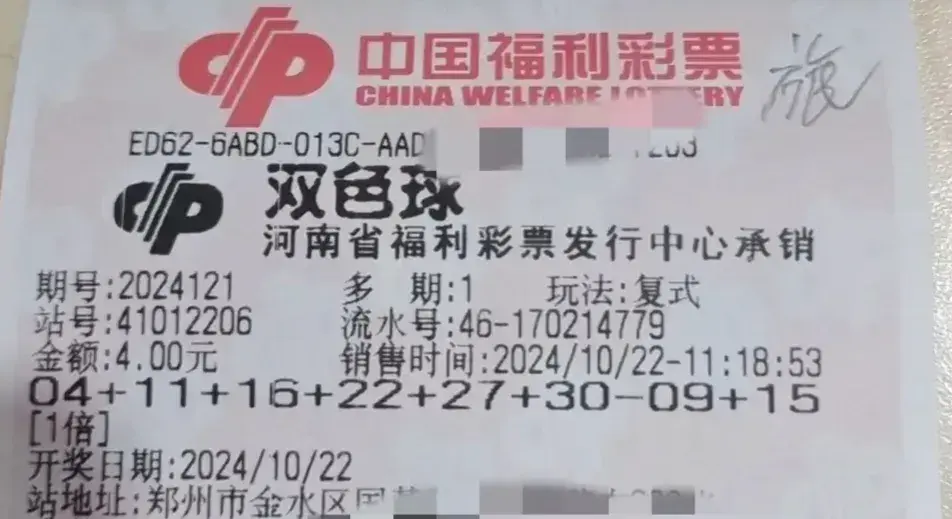 中国福利彩票
CHINA WELFARE LOTTERY
ED62-6ABD-013C-AAD
双色球
河南省福利彩票发行中心承销
期号:2024121 多 期:1 玩法:复式
站号:41012206 流水号:46-170214779
金额:4.00元 销售时间:2024/10/22-11:18:53
04+11+16+22+27+30-09+15
[1倍]
开奖日期:2024/10/22
站地址:郑州市金水区国